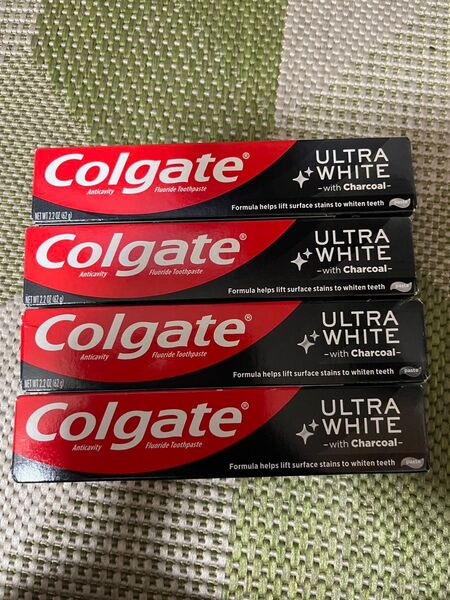 Colgate®
Anticavity Fluoride Toothpaste
NET WT 2.2 OZ (62 g)
ULTRA
WHITE
with Charcoal
Formula helps lift surface stains to whiten teeth paste
Colgate®
Anticavity Fluoride Toothpaste
NET WT 2.2 OZ (62 g)
ULTRA
WHITE
with Charcoal
Formula helps lift surface stains to whiten teeth paste
Colgate®
Anticavity Fluoride Toothpaste
NET WT 2.2 OZ (62 g)
ULTRA
WHITE
with Charcoal
Formula helps lift surface stains to whiten teeth paste
Colgate®
Anticavity Fluoride Toothpaste
ULTRA
WHITE
with Charcoal
Formula helps lift surface stains to whiten teeth paste